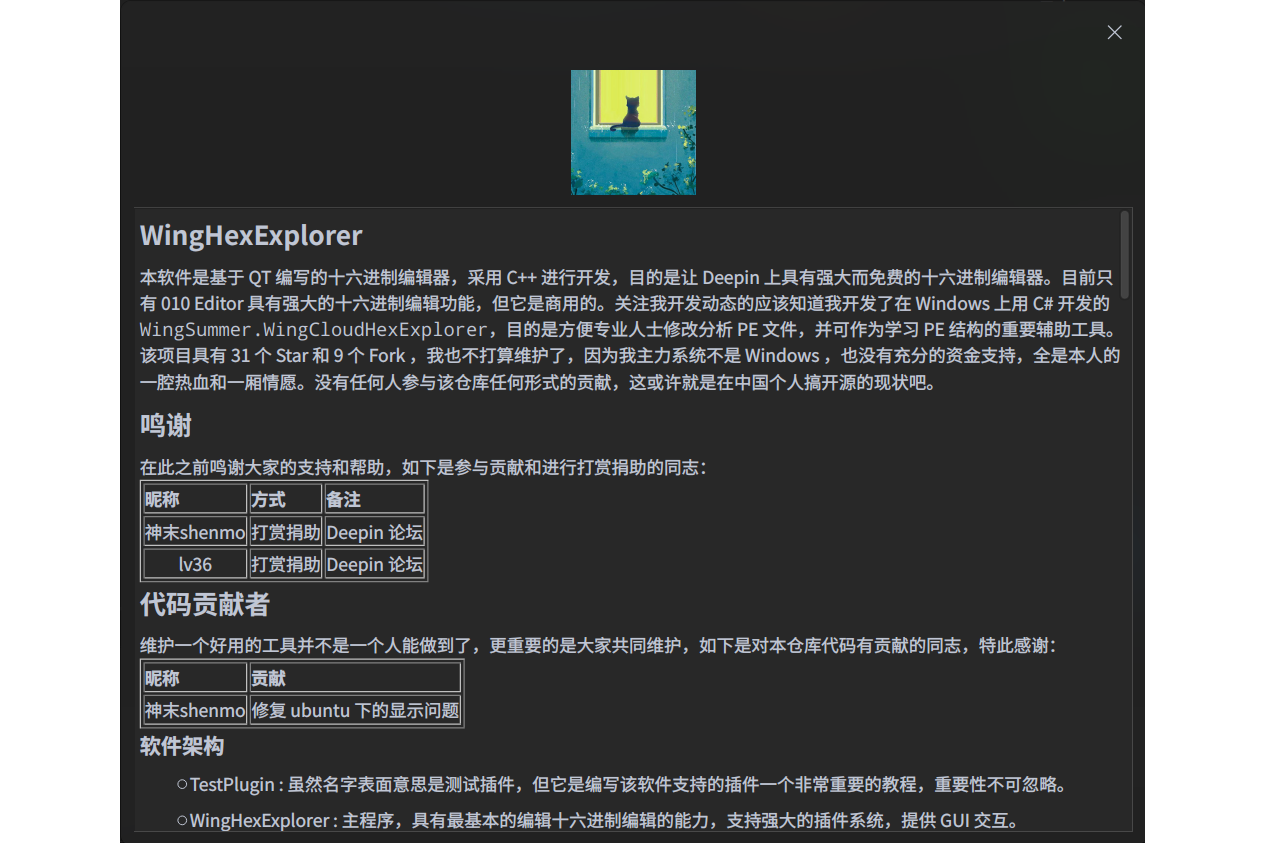 WingHexExplorer
本软件是基于 QT 编写的十六进制编辑器，采用 C++ 进行开发，目的是让 Deepin 上具有强大而免费的十六进制编辑器。目前只
有 010 Editor 具有强大的十六进制编辑功能，但它是商用的。关注我开发动态的应该知道我开发了在 Windows 上用 C# 开发的
WingSummer.WingCloudHexExplorer，目的是方便专业人士修改分析 PE 文件，并可作为学习 PE 结构的重要辅助工具。
该项目具有 31 个 Star 和 9 个 Fork ，我也不打算维护了，因为我主力系统不是 Windows ，也没有充分的资金支持，全是本人的
一腔热血和一厢情愿。没有任何人参与该仓库任何形式的贡献，这或许就是在中国个人搞开源的现状吧。
鸣谢
在此之前鸣谢大家的支持和帮助，如下是参与贡献和进行打赏捐助的同志：
昵称 方式 备注
神末shenmo 打赏捐助 Deepin 论坛
lv36 打赏捐助 Deepin 论坛
代码贡献者
维护一个好用的工具并不是一个人能做到了，更重要的是大家共同维护，如下是对本仓库代码有贡献的同志，特此感谢：
昵称 贡献
神末shenmo 修复 ubuntu 下的显示问题
软件架构
○TestPlugin : 虽然名字表面意思是测试插件，但它是编写该软件支持的插件一个非常重要的教程，重要性不可忽略。
○WingHexExplorer : 主程序，具有最基本的编辑十六进制编辑的能力，支持强大的插件系统，提供 GUI 交互。